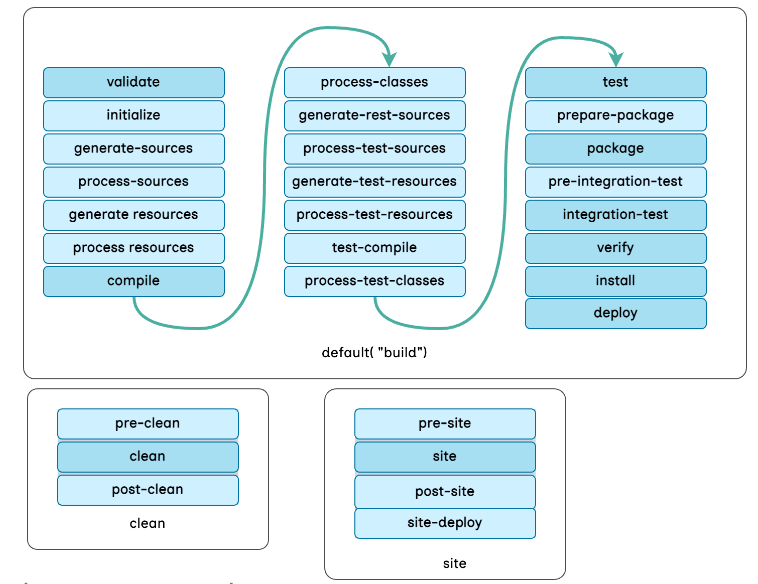 validate
initialize
generate-sources
process-sources
generate resources
process resources
compile
process-classes
generate-rest-sources
process-test-sources
generate-test-resources
process-test-resources
test-compile
process-test-classes
test
prepare-package
package
pre-integration-test
integration-test
verify
install
deploy
default( "build")
pre-clean
clean
post-clean
clean
pre-site
site
post-site
site-deploy
site